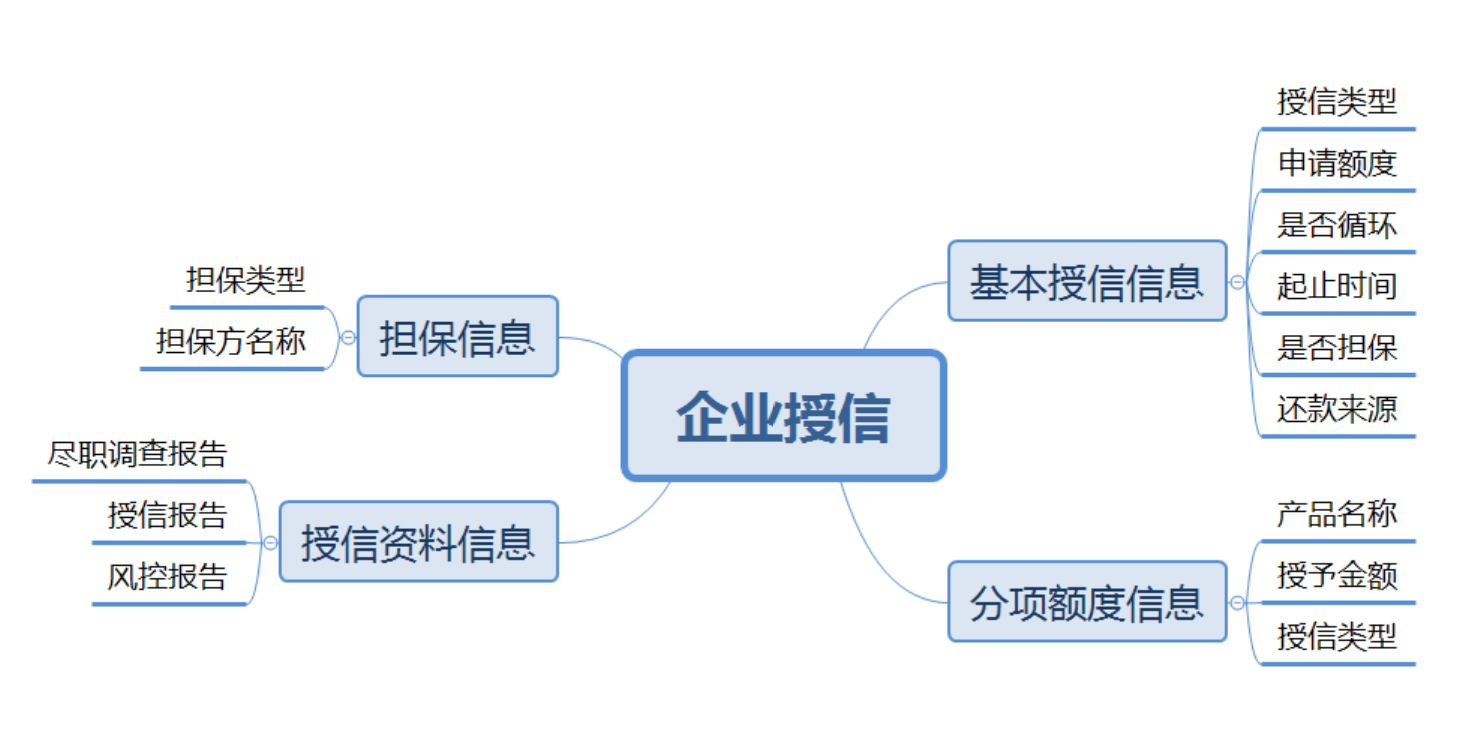 企业授信
基本授信信息
授信类型
申请额度
是否循环
起止时间
是否担保
还款来源
分项额度信息
产品名称
授予金额
授信类型
担保信息
担保类型
担保方名称
授信资料信息
尽职调查报告
授信报告
风控报告